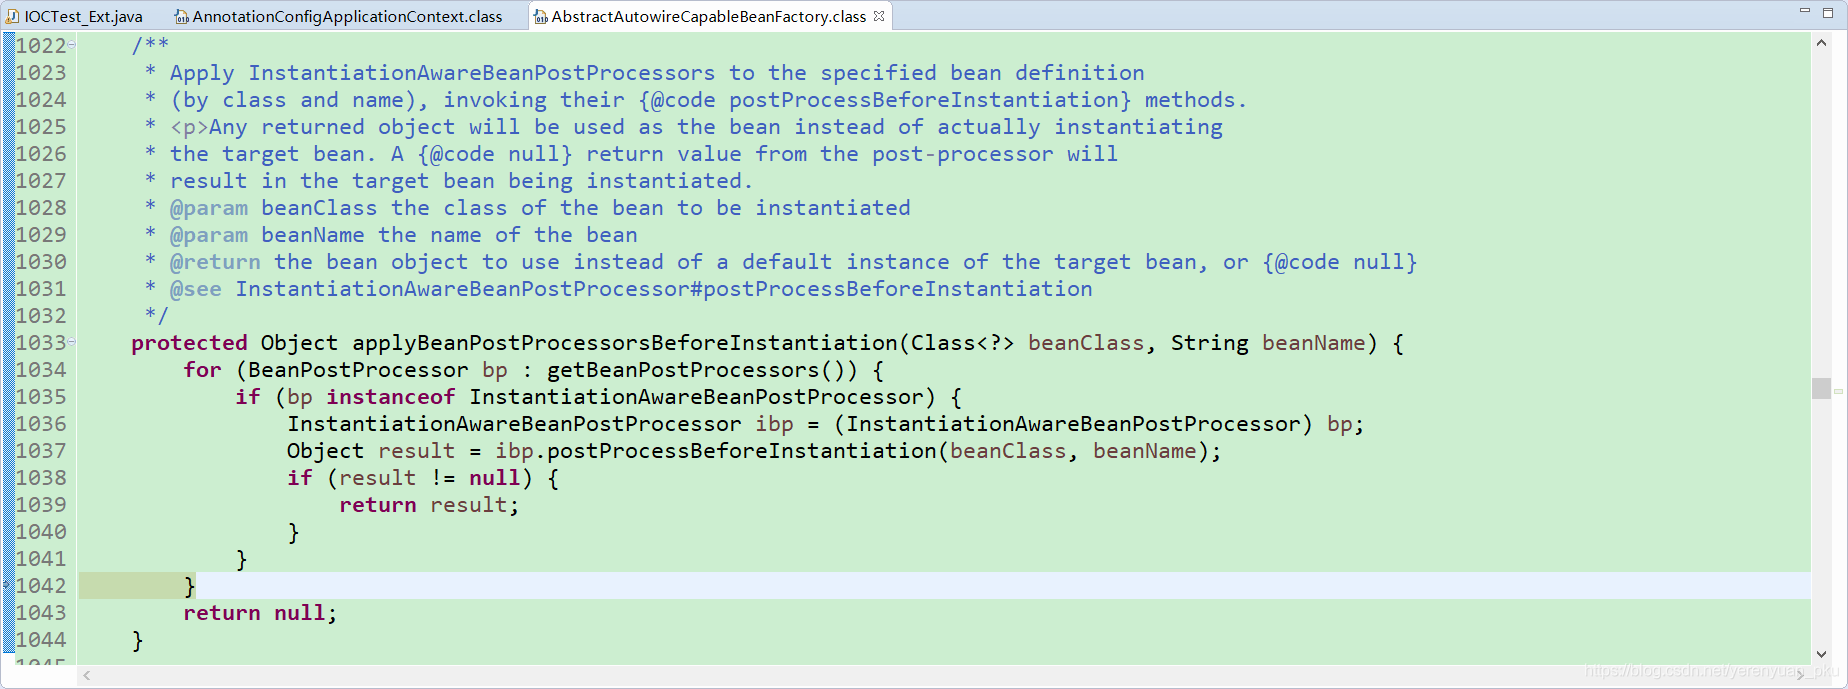 IOCTest_Ext.java AnnotationConfigApplicationContext.class AbstractAutowireCapableBeanFactory.class
1022 /**
1023 * Apply InstantiationAwareBeanPostProcessors to the specified bean definition
1024 * (by class and name), invoking their {@code postProcessBeforeInstantiation} methods.
1025 * <p>Any returned object will be used as the bean instead of actually instantiating
1026 * the target bean. A {@code null} return value from the post-processor will
1027 * result in the target bean being instantiated.
1028 * @param beanClass the class of the bean to be instantiated
1029 * @param beanName the name of the bean
1030 * @return the bean object to use instead of a default instance of the target bean, or {@code null}
1031 * @see InstantiationAwareBeanPostProcessor#postProcessBeforeInstantiation
1032 */
1033 protected Object applyBeanPostProcessorsBeforeInstantiation(Class<?> beanClass, String beanName) {
1034 for (BeanPostProcessor bp : getBeanPostProcessors()) {
1035 if (bp instanceof InstantiationAwareBeanPostProcessor) {
1036 InstantiationAwareBeanPostProcessor ibp = (InstantiationAwareBeanPostProcessor) bp;
1037 Object result = ibp.postProcessBeforeInstantiation(beanClass, beanName);
1038 if (result != null) {
1039 return result;
1040 }
1041 }
1042 }
1043 return null;
1044 }
1045
https://blog.csdn.net/yerenyuan_pku